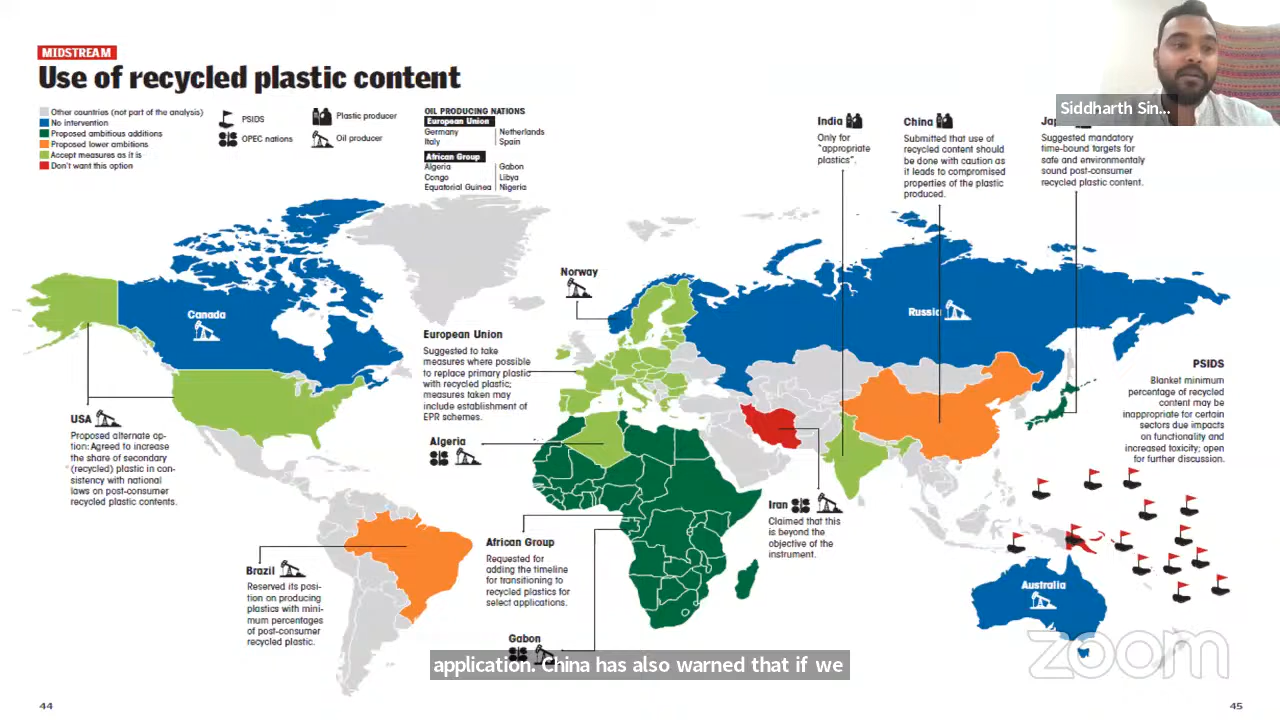 MIDSTREAM
Use of recycled plastic content
Other countries (not part of the analysis)
No intervention
Proposed ambitious additions
Proposed lower ambitions
Accept measures as it is
Don't want this option
PSIDS
OPEC nations
Plastic producer
Oil producer
OIL PRODUCING NATIONS
European Union
Germany
Italy
Netherlands
Spain
African Group
Algeria
Congo
Equatorial Guinea
Gabon
Libya
Nigeria
Siddharth Sin...
India
Only for
"appropriate
plastics".
China
Submitted that use of
recycled content should
be done with caution as
it leads to compromised
properties of the plastic
produced.
Suggested mandatory
time-bound targets for
safe and environmentaly
sound post-consumer
recycled plastic content.
Canada
Norway
Russia
European Union
Suggested to take
measures where possible
to replace primary plastic
with recycled plastic;
measures taken may
include establishment of
EPR schemes.
PSIDS
Blanket minimum
percentage of recycled
content may be
inappropriate for certain
sectors due impacts
on functionality and
increased toxicity; open
for further discussion.
USA
Proposed alternate op-
tion: Agreed to increase
the share of secondary
(recycled) plastic in con-
sistency with national
laws on post-consumer
recycled plastic contents.
Algeria
Iran
Claimed that this
is beyond the
objective of the
instrument.
African Group
Requested for
adding the timeline
for transitioning to
recycled plastics for
select applications.
Brazil
Reserved its posi-
tion on producing
plastics with mini-
mum percentages
of post-consumer
recycled plastic.
Australia
Gabon
application. China has also warned that if we
zoom
44
45